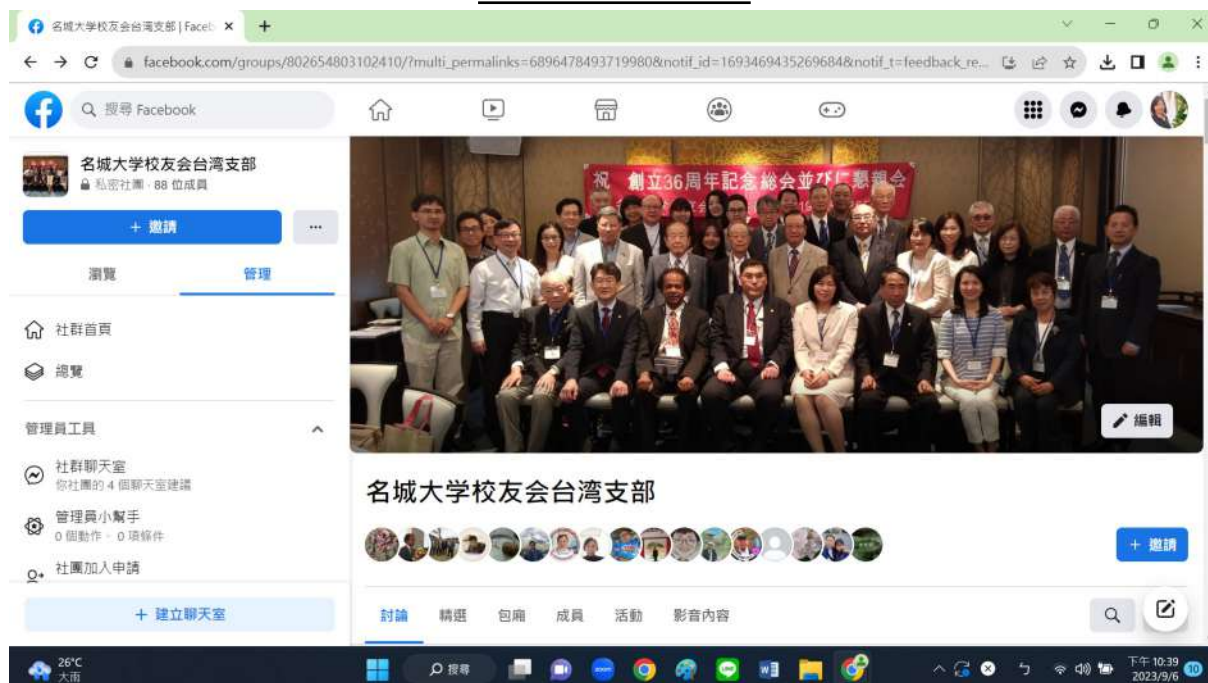 名城大学校友会台湾支部 | Faceb
facebook.com/groups/802654803102410/?multi_permalinks=6896478493719980&notif_id=1693469435269684&notif_t=feedback_re...
搜尋 Facebook
名城大学校友会台湾支部
私密社團 · 88 位成員
+ 邀請
...
瀏覽
管理
社群首頁
總覽
管理員工具
社群聊天室
你社團的 4 個聊天室建議
管理員小幫手
0 個動作 · 0 項條件
社團加入申請
+ 建立聊天室
祝 創立36周年記念総会並びに懇親会
編輯
名城大学校友会台湾支部
+ 邀請
討論
精選
包廂
成員
活動
影音內容
26°C
大雨
搜尋
zoom
ㄅ
下午 10:39
2023/9/6
10